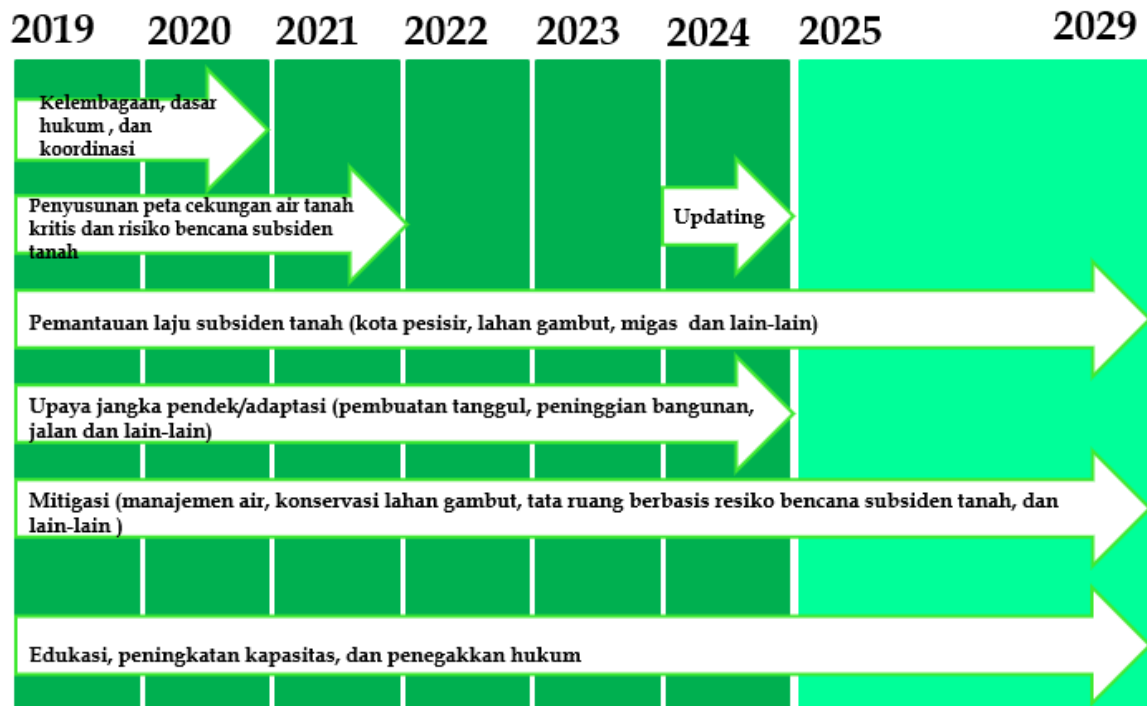 2019 2020 2021 2022 2023 2024 2025 2029
Kelembagaan, dasar
hukum , dan
koordinasi
Penyusunan peta cekungan air tanah
kritis dan risiko bencana subsiden
tanah
Updating
Pemantauan laju subsiden tanah (kota pesisir, lahan gambut, migas dan lain-lain)
Upaya jangka pendek/adaptasi (pembuatan tanggul, peninggian bangunan,
jalan dan lain-lain)
Mitigasi (manajemen air, konservasi lahan gambut, tata ruang berbasis resiko bencana subsiden tanah, dan
lain-lain )
Edukasi, peningkatan kapasitas, dan penegakkan hukum